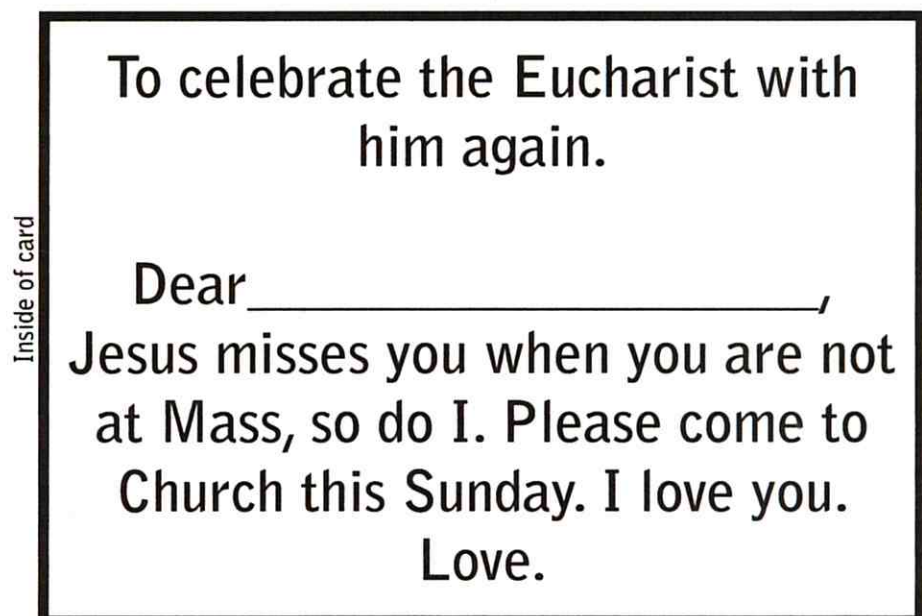 To celebrate the Eucharist with
him again.
Inside of card
Dear____________________,
Jesus misses you when you are not
at Mass, so do I. Please come to
Church this Sunday. I love you.
Love.